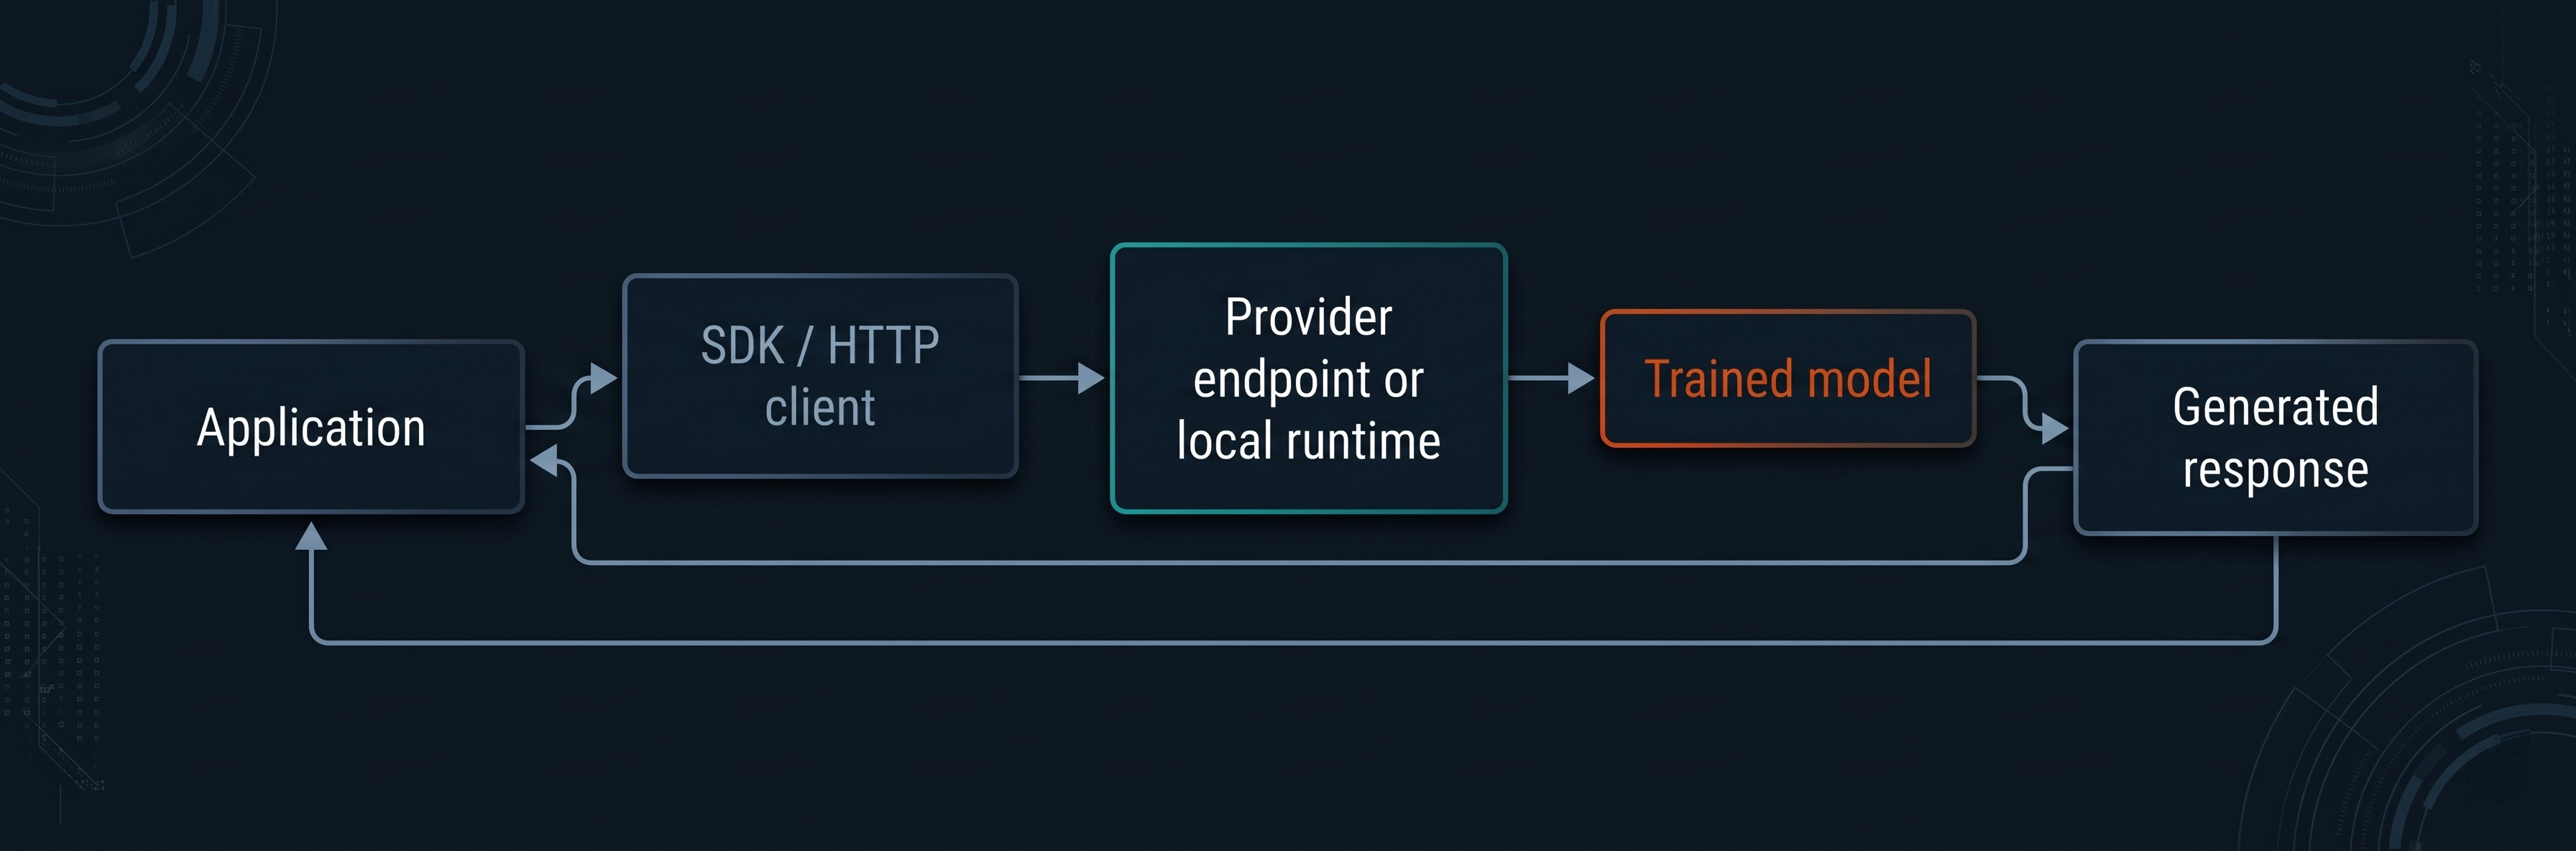 Application
SDK / HTTP
client
Provider
endpoint or
local runtime
Trained model
Generated
response